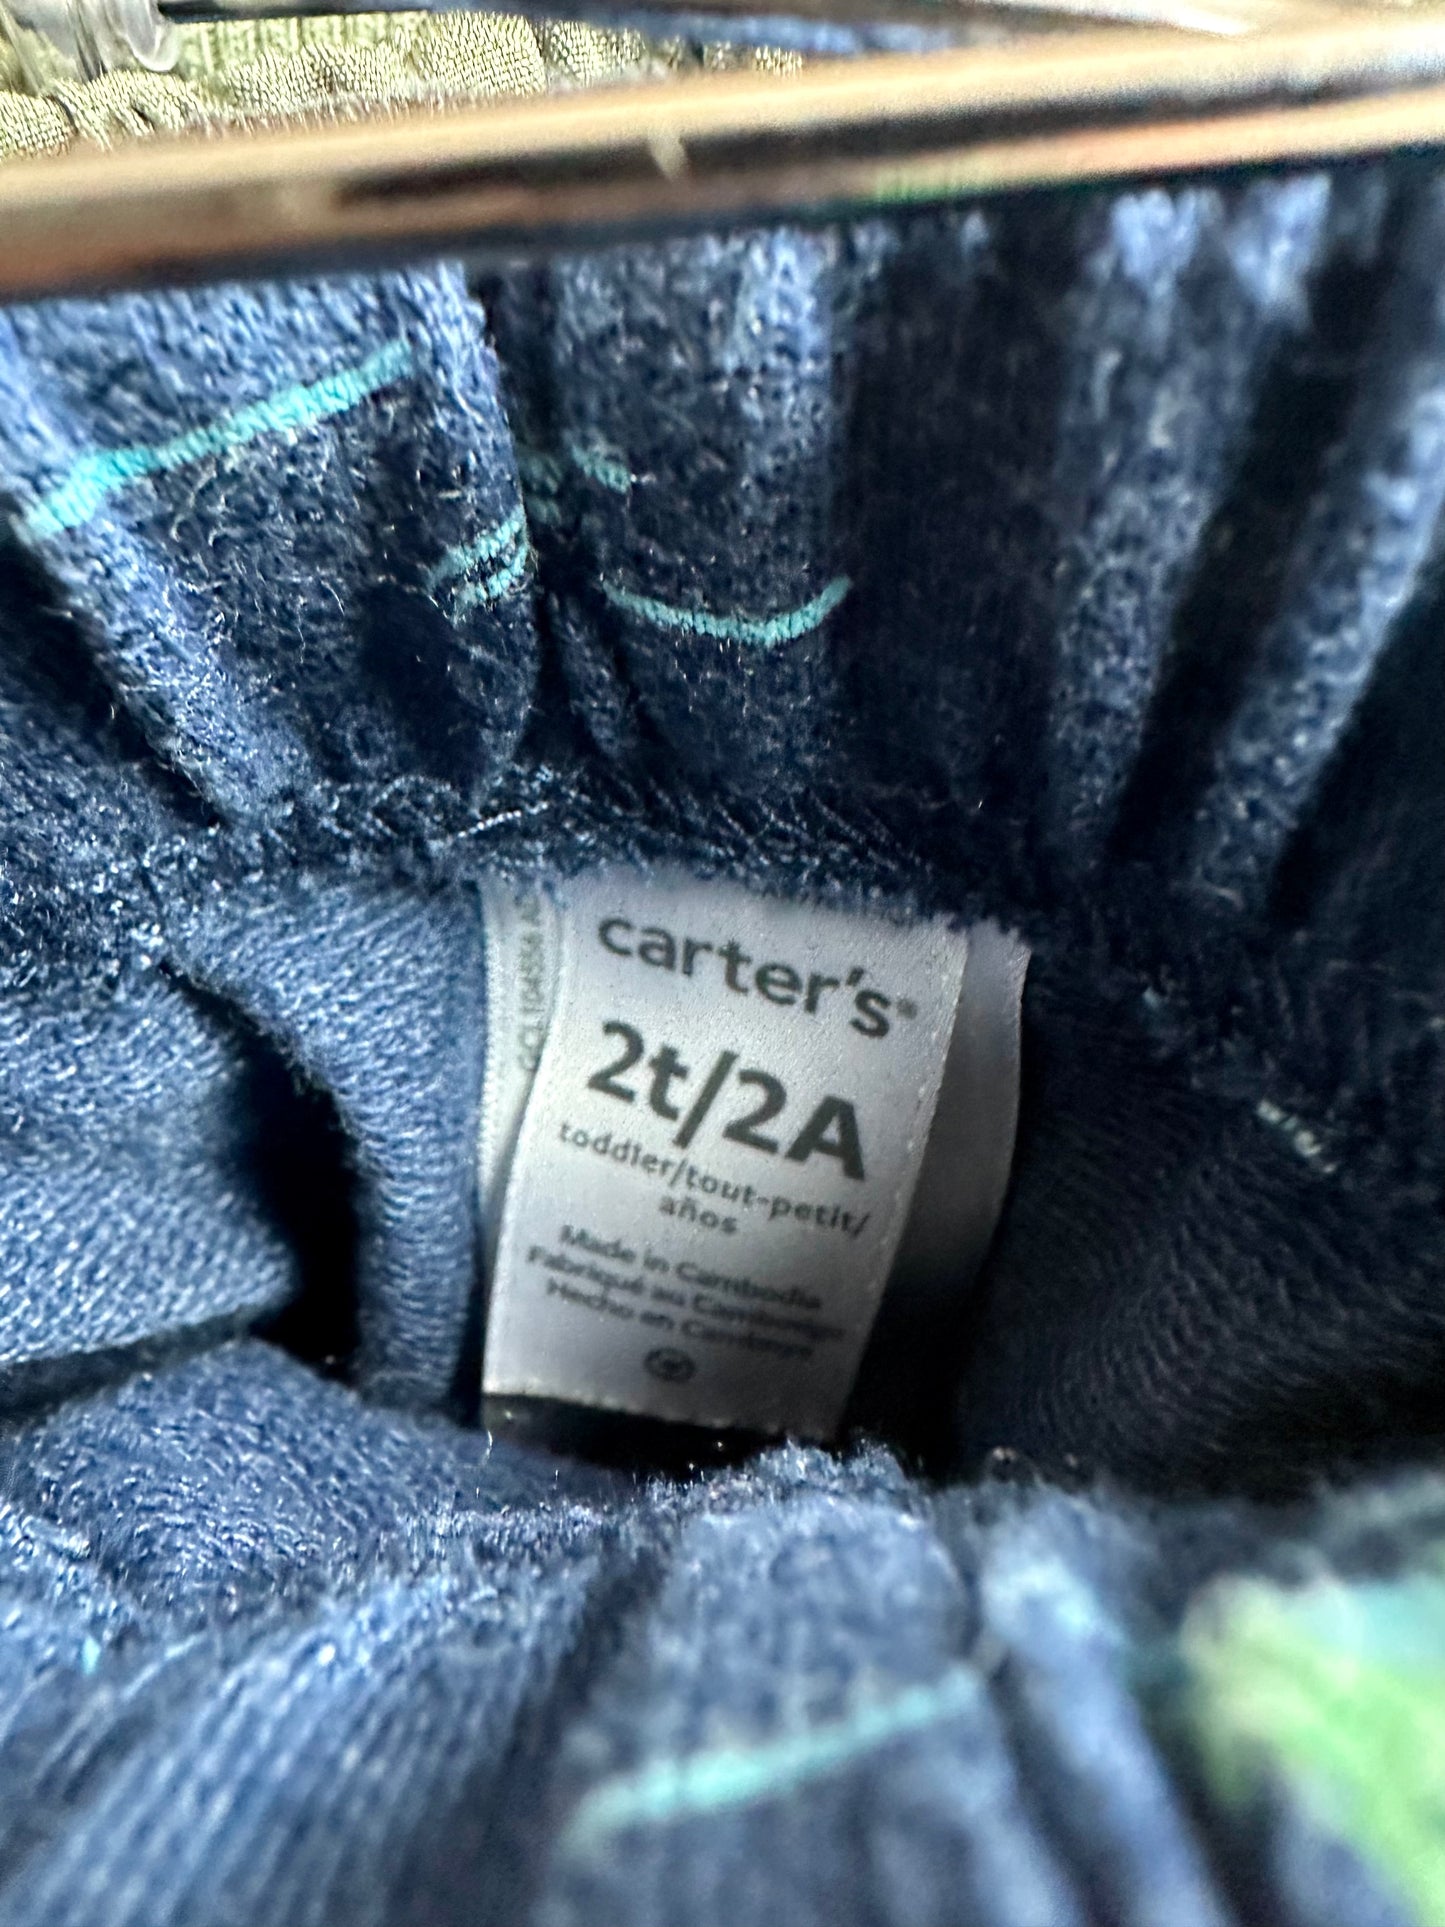 carter's®
2t/2A
toddler/tout-petit/
años
Made in Cambodia
Fabriqué au Cambodge
Hecho en Camboya